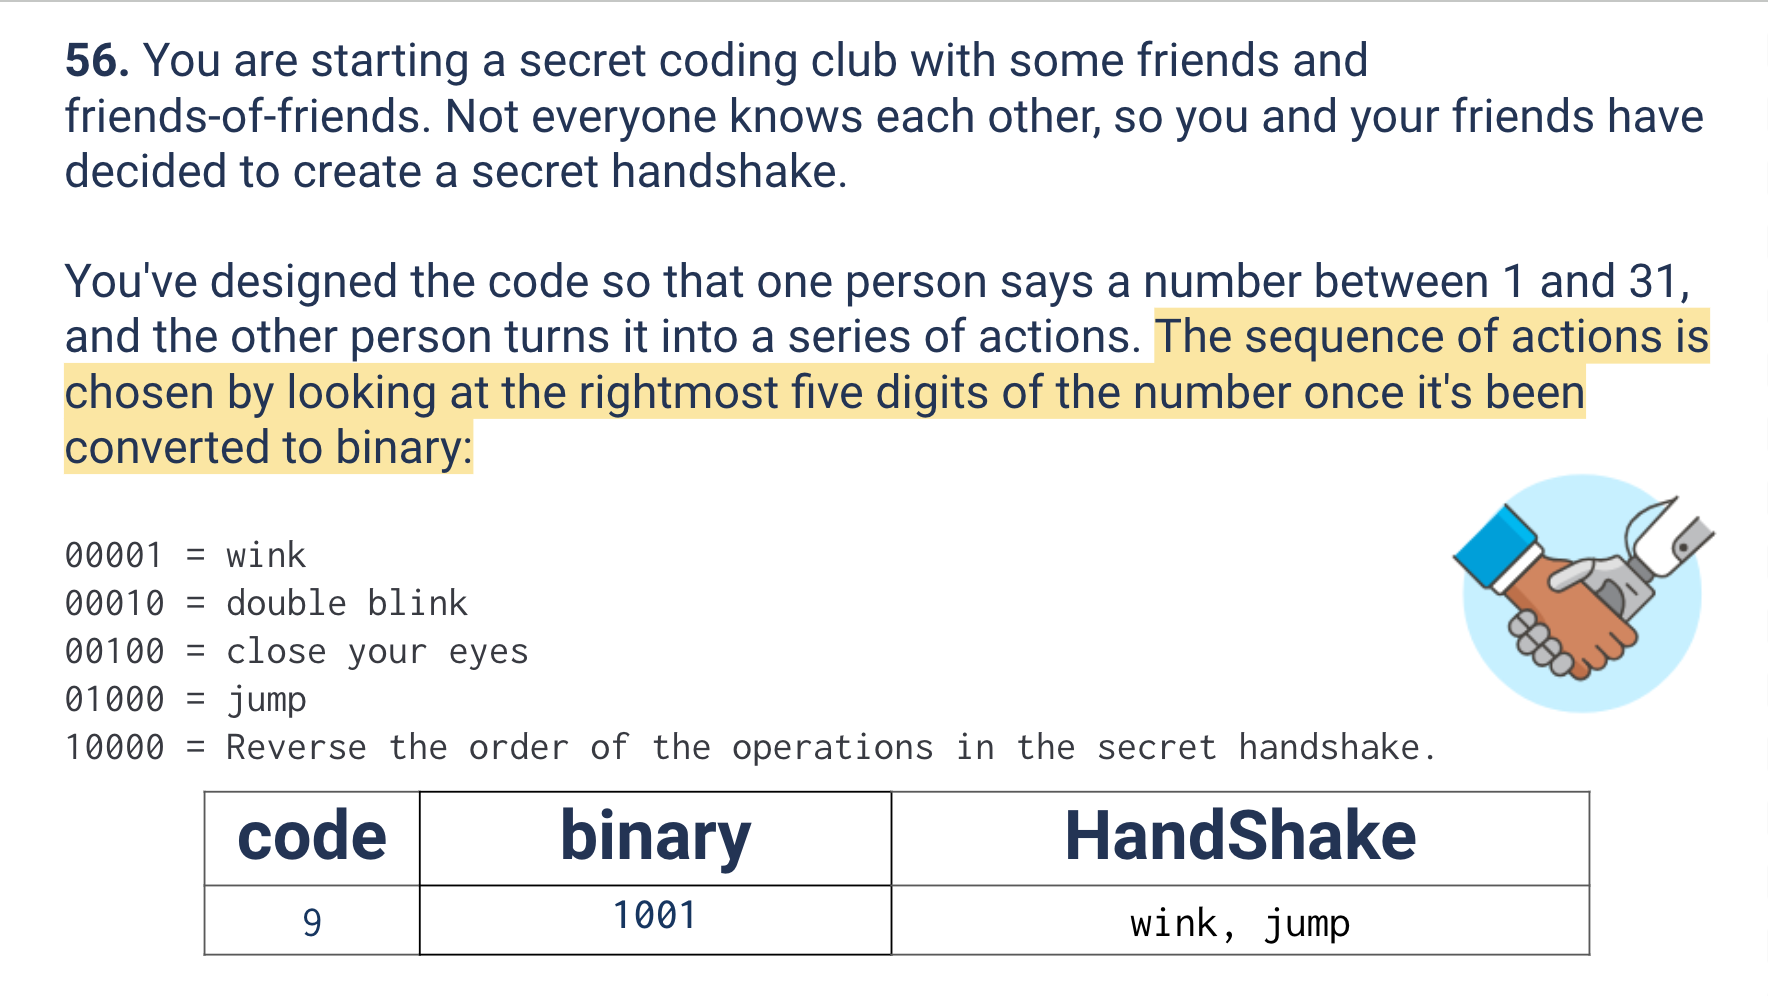 56. You are starting a secret coding club with some friends and
friends-of-friends. Not everyone knows each other, so you and your friends have
decided to create a secret handshake.
You've designed the code so that one person says a number between 1 and 31,
and the other person turns it into a series of actions. The sequence of actions is
chosen by looking at the rightmost five digits of the number once it's been
converted to binary:
00001 = wink
00010 = double blink
00100 = close your eyes
01000 = jump
10000 = Reverse the order of the operations in the secret handshake.
code binary HandShake
9 1001 wink, jump